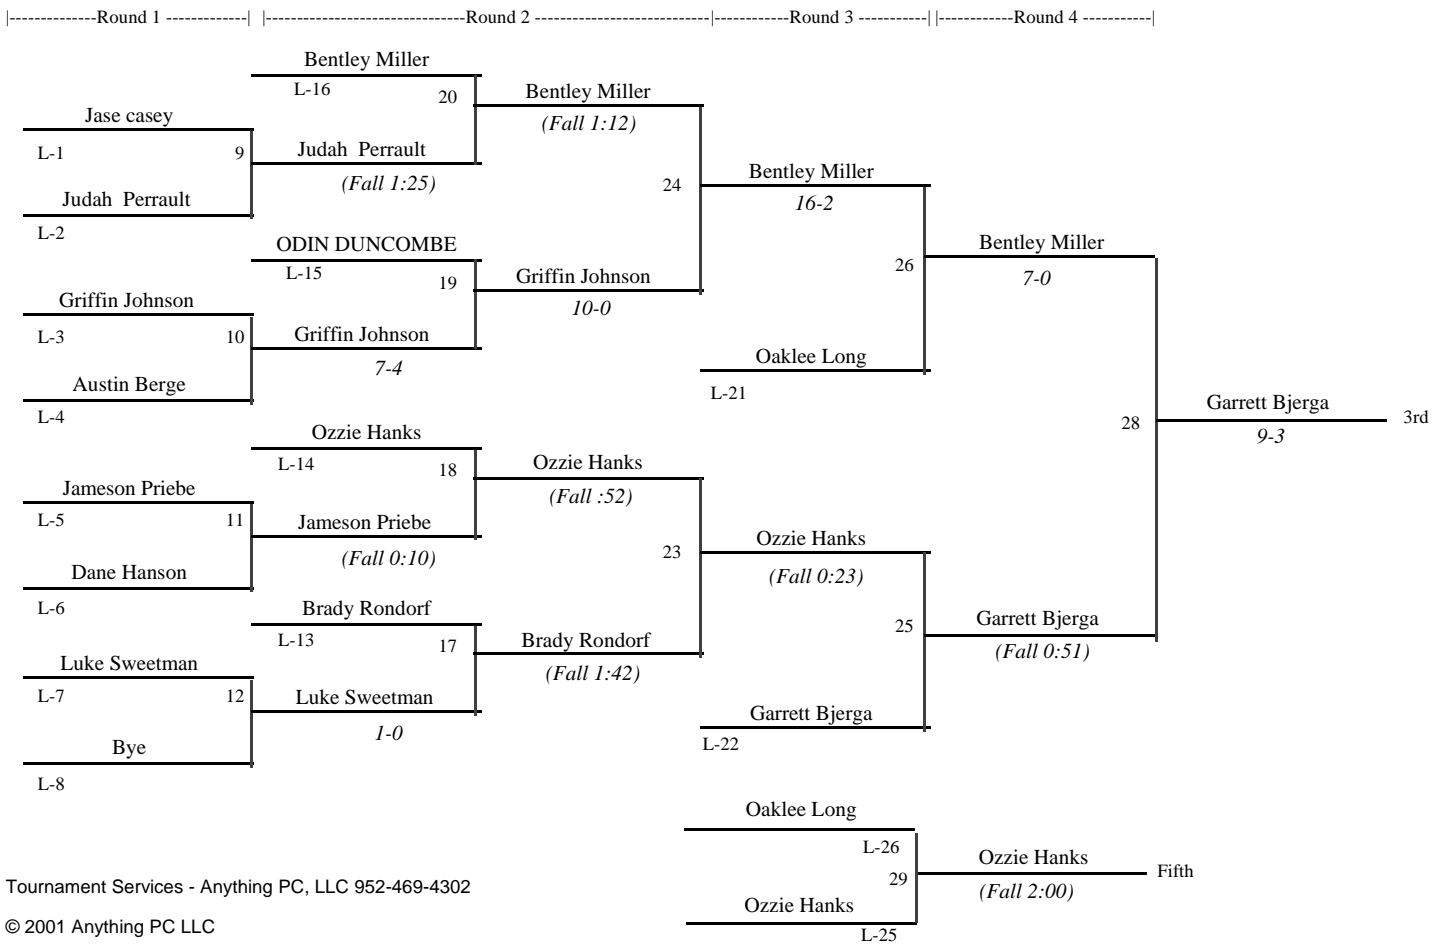 |--------------Round 1 -------------| |--------------------------------Round 2 ----------------------------|------------Round 3 -----------| |------------Round 4 -----------|
Bentley Miller
L-16
20
Bentley Miller
(Fall 1:12)
Jase casey
L-1
9
Judah  Perrault
(Fall 1:25)
Judah  Perrault
L-2
24
Bentley Miller
16-2
ODIN DUNCOMBE
L-15
19
Griffin Johnson
10-0
26
Bentley Miller
7-0
Griffin Johnson
L-3
10
Griffin Johnson
7-4
Austin Berge
L-4
Oaklee Long
L-21
28
Garrett Bjerga
9-3
3rd
Ozzie Hanks
L-14
18
Ozzie Hanks
(Fall :52)
Jameson Priebe
L-5
11
Jameson Priebe
(Fall 0:10)
Dane Hanson
L-6
23
Ozzie Hanks
(Fall 0:23)
Brady Rondorf
L-13
17
Brady Rondorf
(Fall 1:42)
25
Garrett Bjerga
(Fall 0:51)
Luke Sweetman
L-7
12
Luke Sweetman
1-0
Bye
L-8
Garrett Bjerga
L-22
Oaklee Long
L-26
29
Ozzie Hanks
(Fall 2:00)
Fifth
Ozzie Hanks
L-25
Tournament Services - Anything PC, LLC 952-469-4302
© 2001 Anything PC LLC